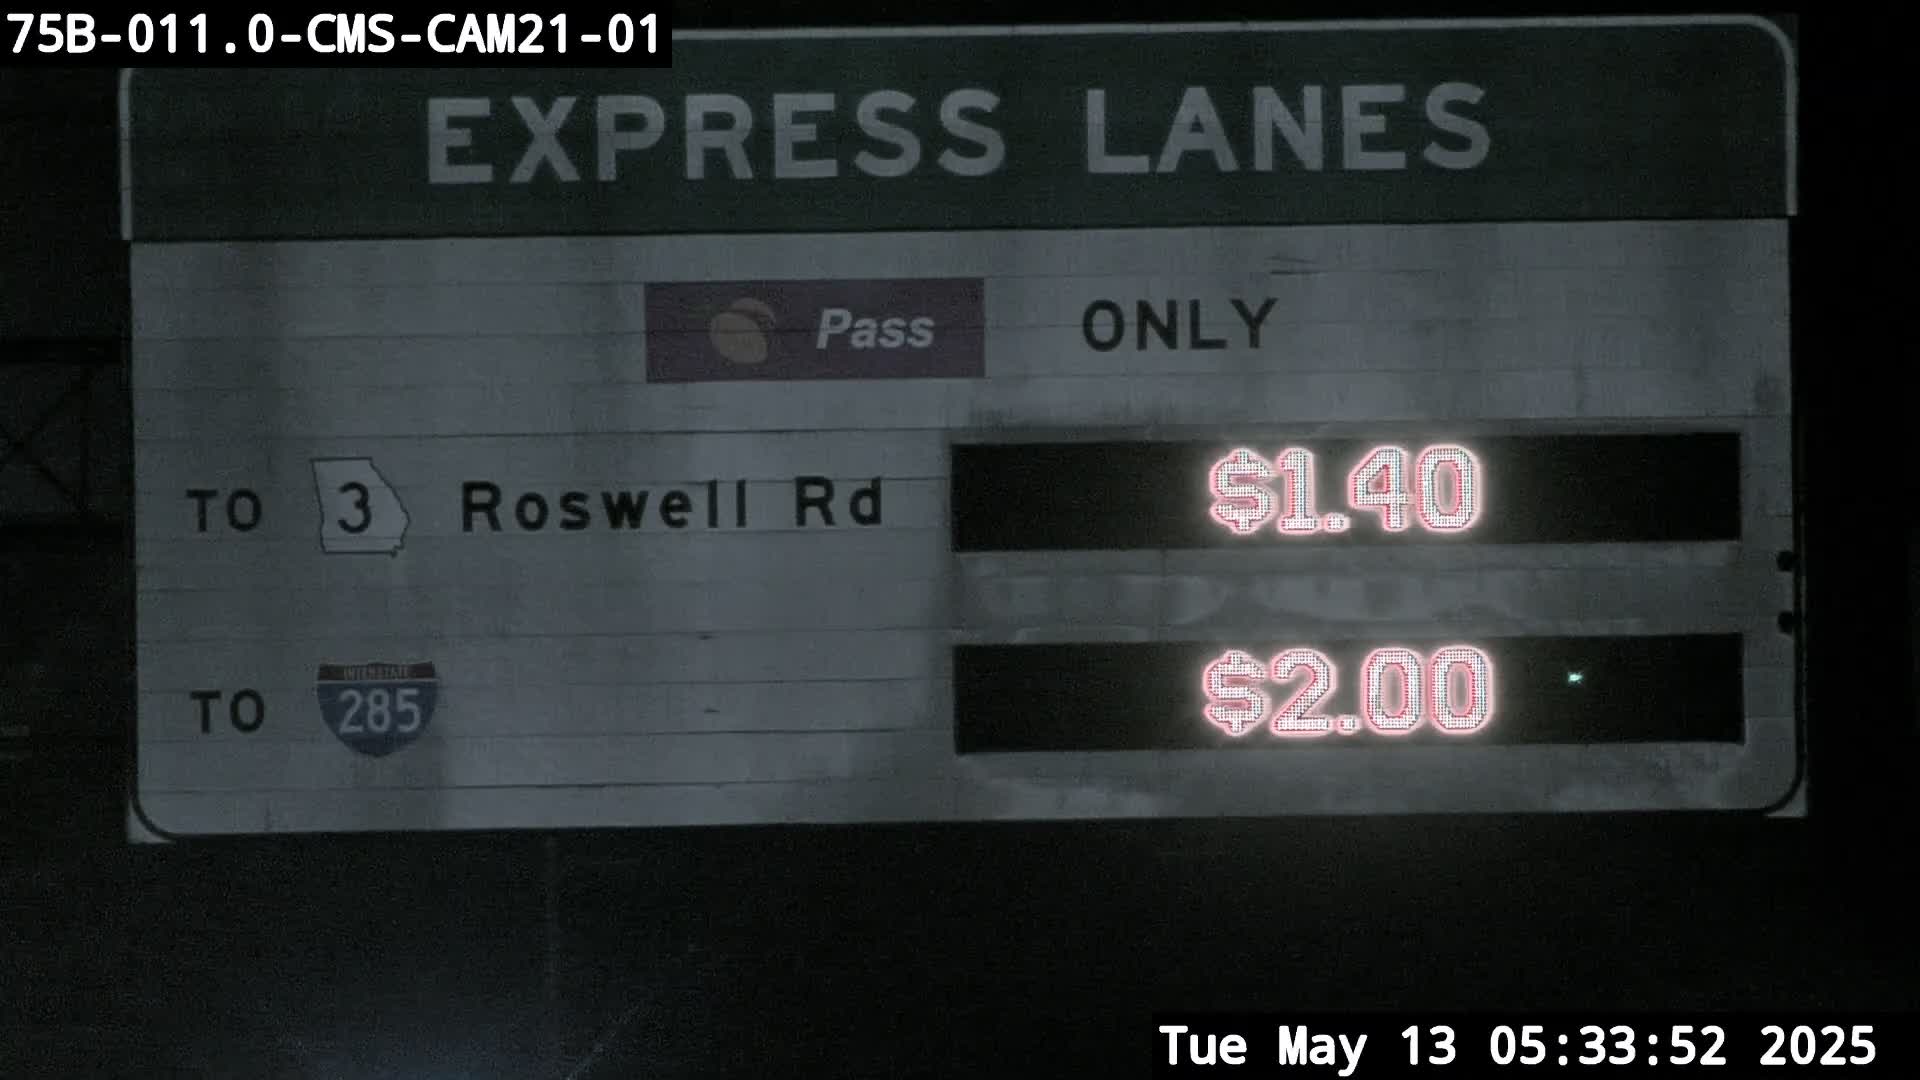 75B-011.0-CMS-CAM21-01
EXPRESS LANES
Pass ONLY
TO 3 Roswell Rd $1.40
INTERSTATE
TO 285 $2.00
Tue May 13 05:33:52 2025